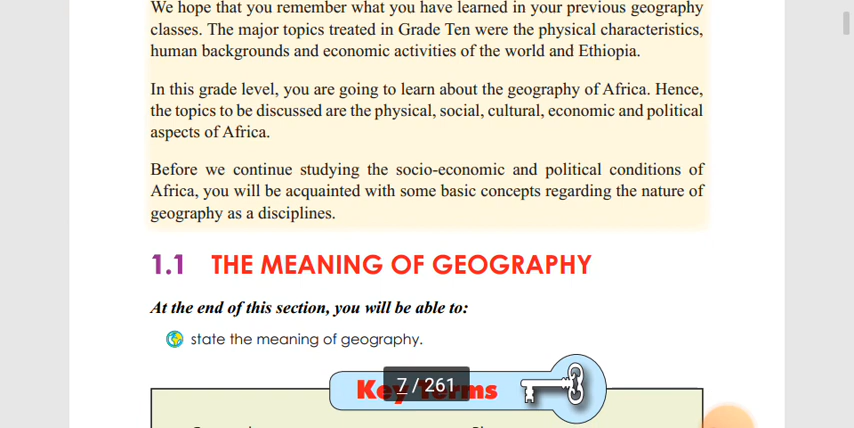 We hope that you remember what you have learned in your previous geography
classes. The major topics treated in Grade Ten were the physical characteristics,
human backgrounds and economic activities of the world and Ethiopia.
In this grade level, you are going to learn about the geography of Africa. Hence,
the topics to be discussed are the physical, social, cultural, economic and political
aspects of Africa.
Before we continue studying the socio-economic and political conditions of
Africa, you will be acquainted with some basic concepts regarding the nature of
geography as a disciplines.
1.1 THE MEANING OF GEOGRAPHY
At the end of this section, you will be able to:
state the meaning of geography.
Key Terms
7 / 261